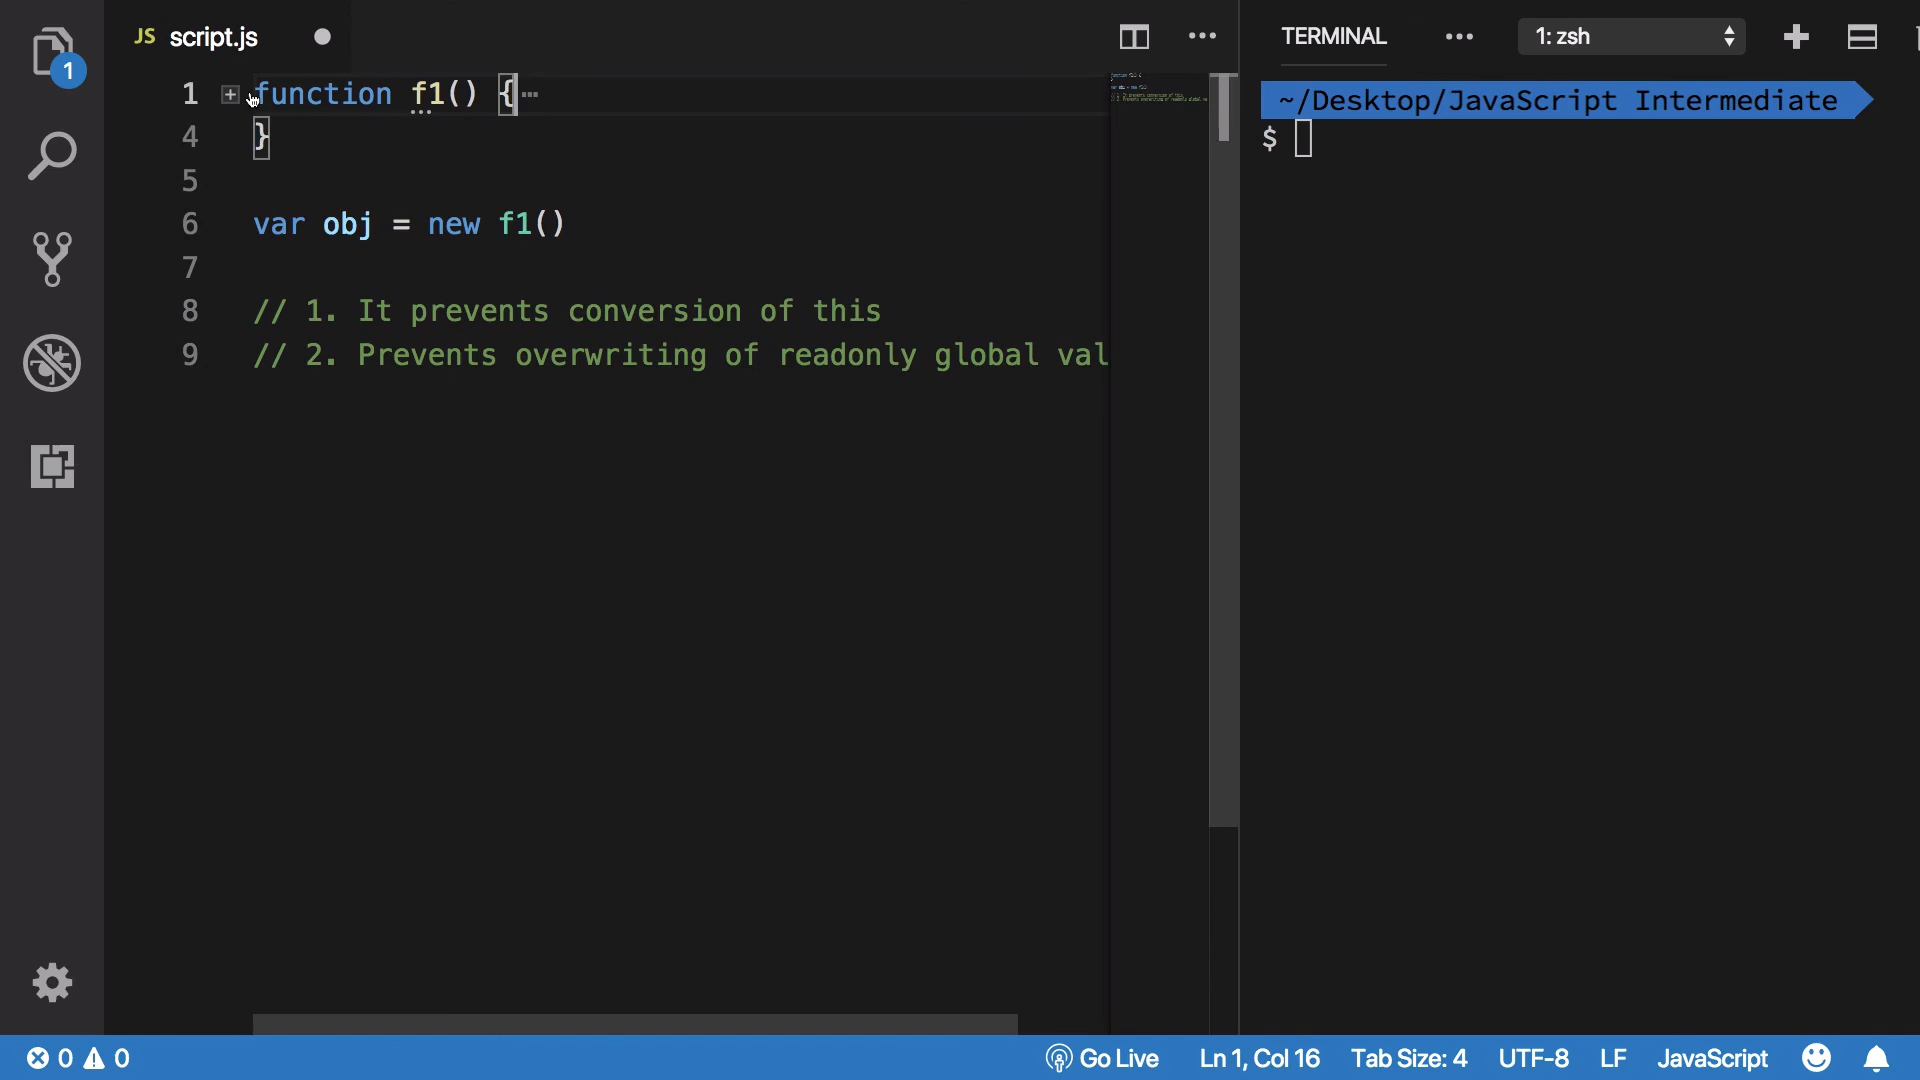 JS script.js
1 function f1() {
4 }
5
6 var obj = new f1()
7
8 // 1. It prevents conversion of this
9 // 2. Prevents overwriting of readonly global val
TERMINAL 1: zsh
~/Desktop/JavaScript Intermediate
$
1
0 0 Go Live Ln 1, Col 16 Tab Size: 4 UTF-8 LF JavaScript